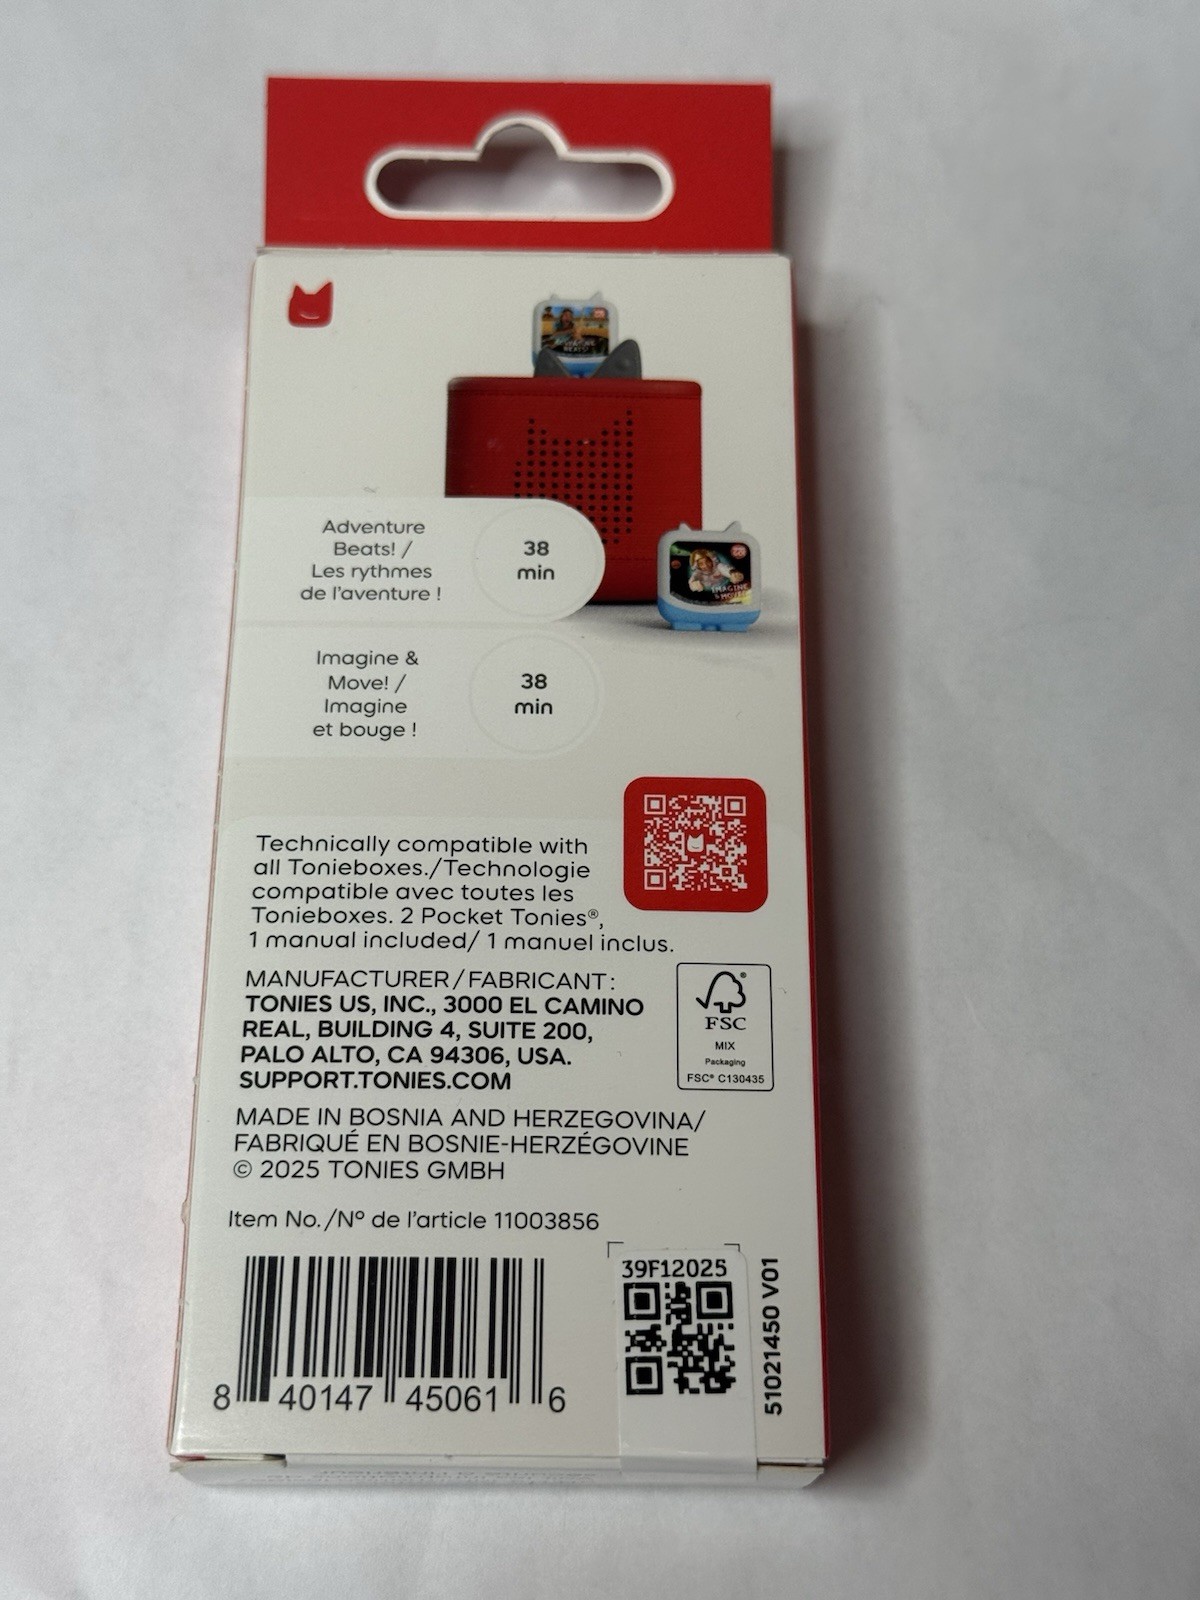 ADVENTURE
BEATS!
IMAGINE
& MOVE!
Adventure
Beats! /
Les rythmes
de l'aventure !
38
min
Imagine &
Move! /
Imagine
et bouge !
38
min
Technically compatible with
all Tonieboxes./Technologie
compatible avec toutes les
Tonieboxes. 2 Pocket Tonies®,
1 manual included/ 1 manuel inclus.
MANUFACTURER/FABRICANT:
TONIES US, INC., 3000 EL CAMINO
REAL, BUILDING 4, SUITE 200,
PALO ALTO, CA 94306, USA.
SUPPORT.TONIES.COM
FSC
MIX
Packaging
FSC® C130435
MADE IN BOSNIA AND HERZEGOVINA/
FABRIQUÉ EN BOSNIE-HERZÉGOVINE
© 2025 TONIES GMBH
Item No./N° de l'article 11003856
8 40147 45061 6
39F12025
51021450 V01